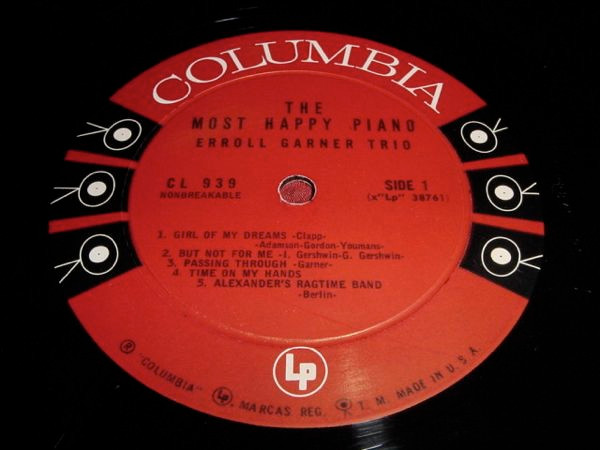 COLUMBIA
THE
MOST HAPPY PIANO
ERROLL GARNER TRIO
CL 939 SIDE 1
NONBREAKABLE (x"Lp" 38761)
1. GIRL OF MY DREAMS -Clapp-
-Adamson-Gordon-Youmans-
2. BUT NOT FOR ME -I. Gershwin-G. Gershwin-
3. PASSING THROUGH -Garner-
4. TIME ON MY HANDS
5. ALEXANDER'S RAGTIME BAND
-Berlin-
Lp
® "COLUMBIA" Lp. MARCAS REG. T. M. MADE IN U. S. A.